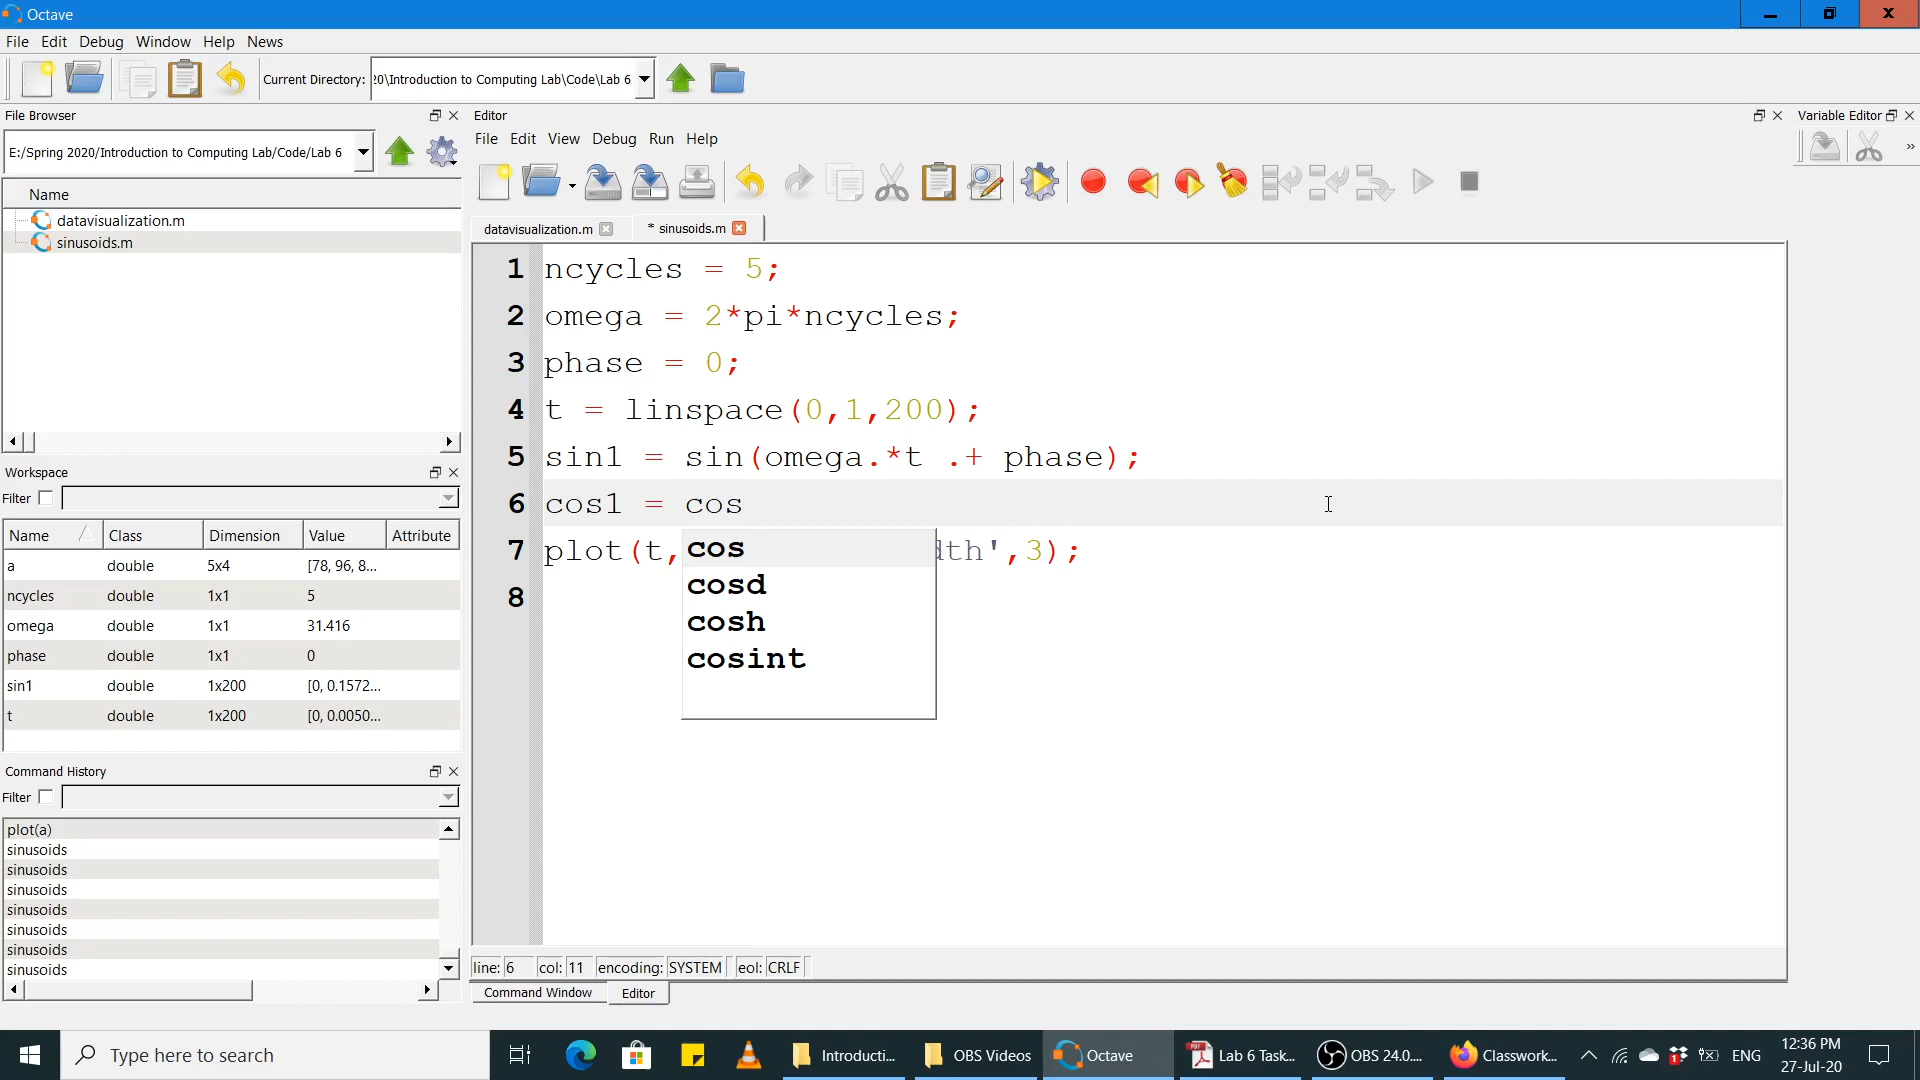 Octave
File Edit Debug Window Help News
Current Directory: ?0\Introduction to Computing Lab\Code\Lab 6
File Browser
E:/Spring 2020/Introduction to Computing Lab/Code/Lab 6
Name
datavisualization.m
sinusoids.m
Workspace
Filter
Name Class Dimension Value Attribute
a double 5x4 [78, 96, 8...
ncycles double 1x1 5
omega double 1x1 31.416
phase double 1x1 0
sin1 double 1x200 [0, 0.1572...
t double 1x200 [0, 0.0050...
Command History
Filter
plot(a)
sinusoids
sinusoids
sinusoids
sinusoids
sinusoids
sinusoids
sinusoids
Editor
File Edit View Debug Run Help
datavisualization.m * sinusoids.m
1 ncycles = 5;
2 omega = 2*pi*ncycles;
3 phase = 0;
4 t = linspace(0,1,200);
5 sin1 = sin(omega.*t .+ phase);
6 cos1 = cos
7 plot(t, dth',3);
8
cos
cosd
cosh
cosint
line: 6 col: 11 encoding: SYSTEM eol: CRLF
Command Window Editor
Variable Editor
»
Type here to search
Introducti...
OBS Videos
Octave
Lab 6 Task...
OBS 24.0....
Classwork...
ENG
12:36 PM
27-Jul-20